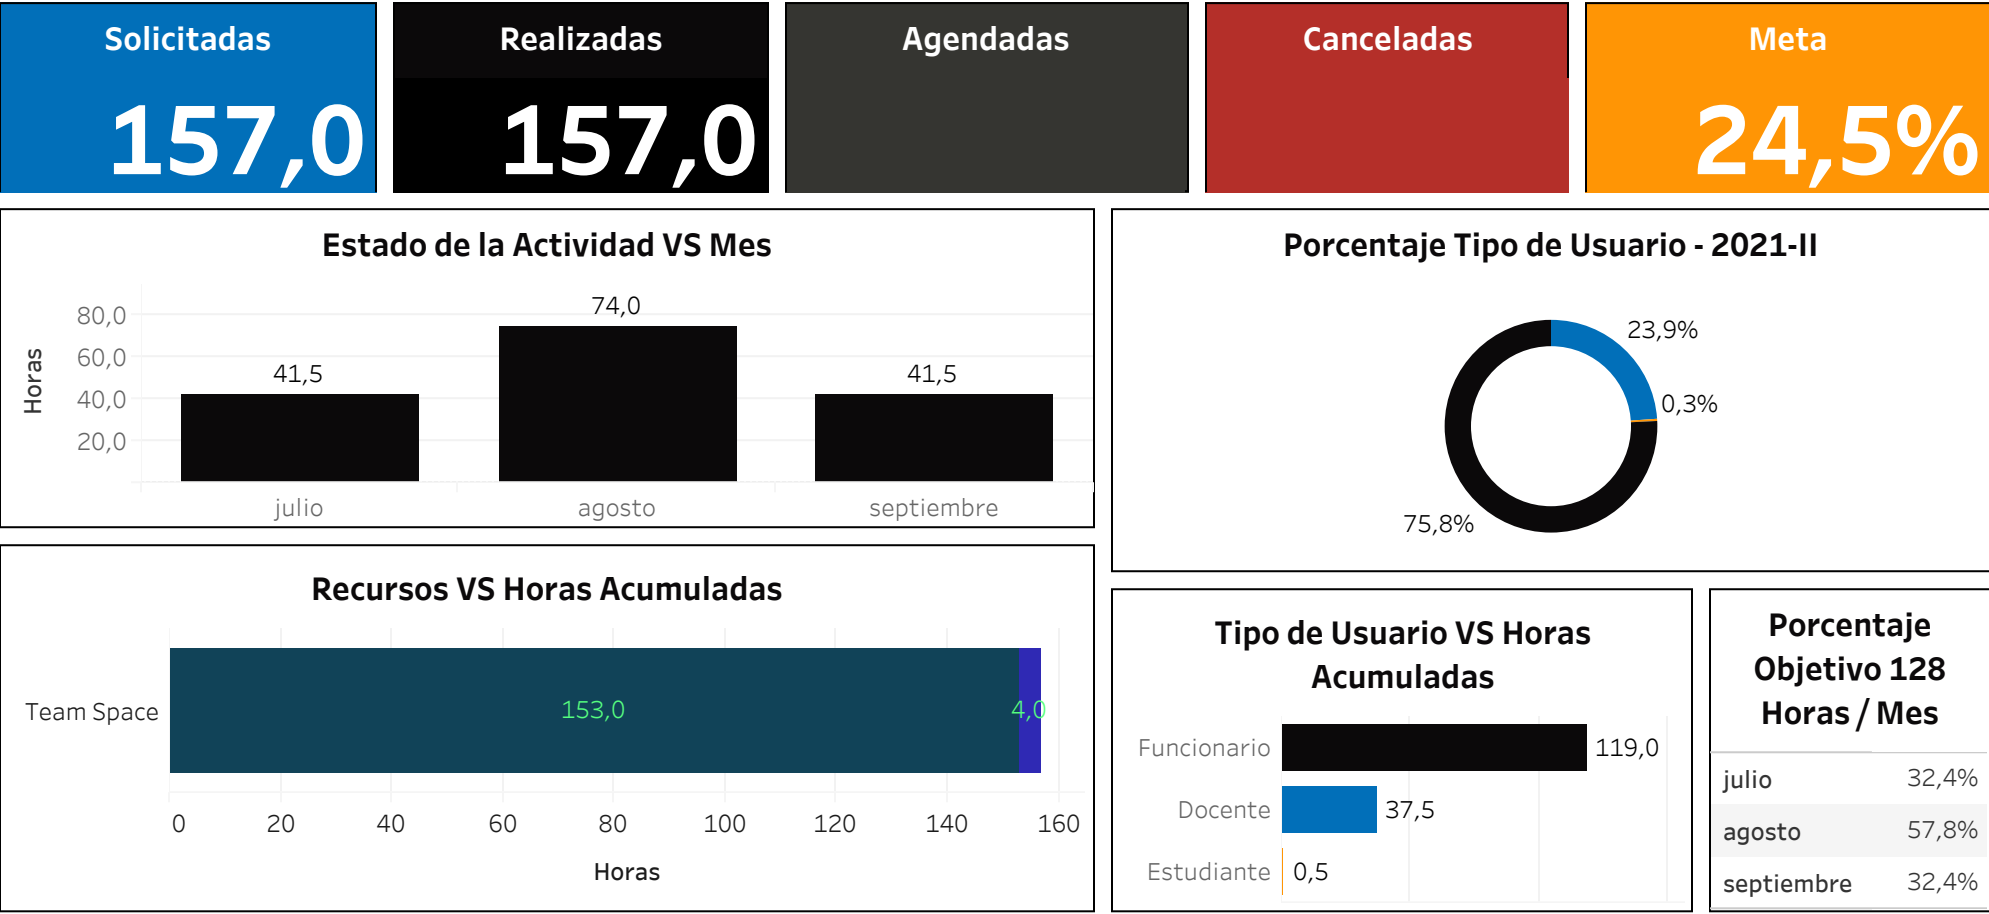 Solicitadas
157,0
Realizadas
157,0
Agendadas
Canceladas
Meta
24,5%
Estado de la Actividad VS Mes
Horas
80,0
60,0
40,0
20,0
41,5
74,0
41,5
julio
agosto
septiembre
Porcentaje Tipo de Usuario - 2021-II
23,9%
0,3%
75,8%
Recursos VS Horas Acumuladas
Team Space
153,0
4,0
0
20
40
60
80
100
120
140
160
Horas
Tipo de Usuario VS Horas
Acumuladas
Funcionario
119,0
Docente
37,5
Estudiante
0,5
Porcentaje
Objetivo 128
Horas / Mes
julio
32,4%
agosto
57,8%
septiembre
32,4%